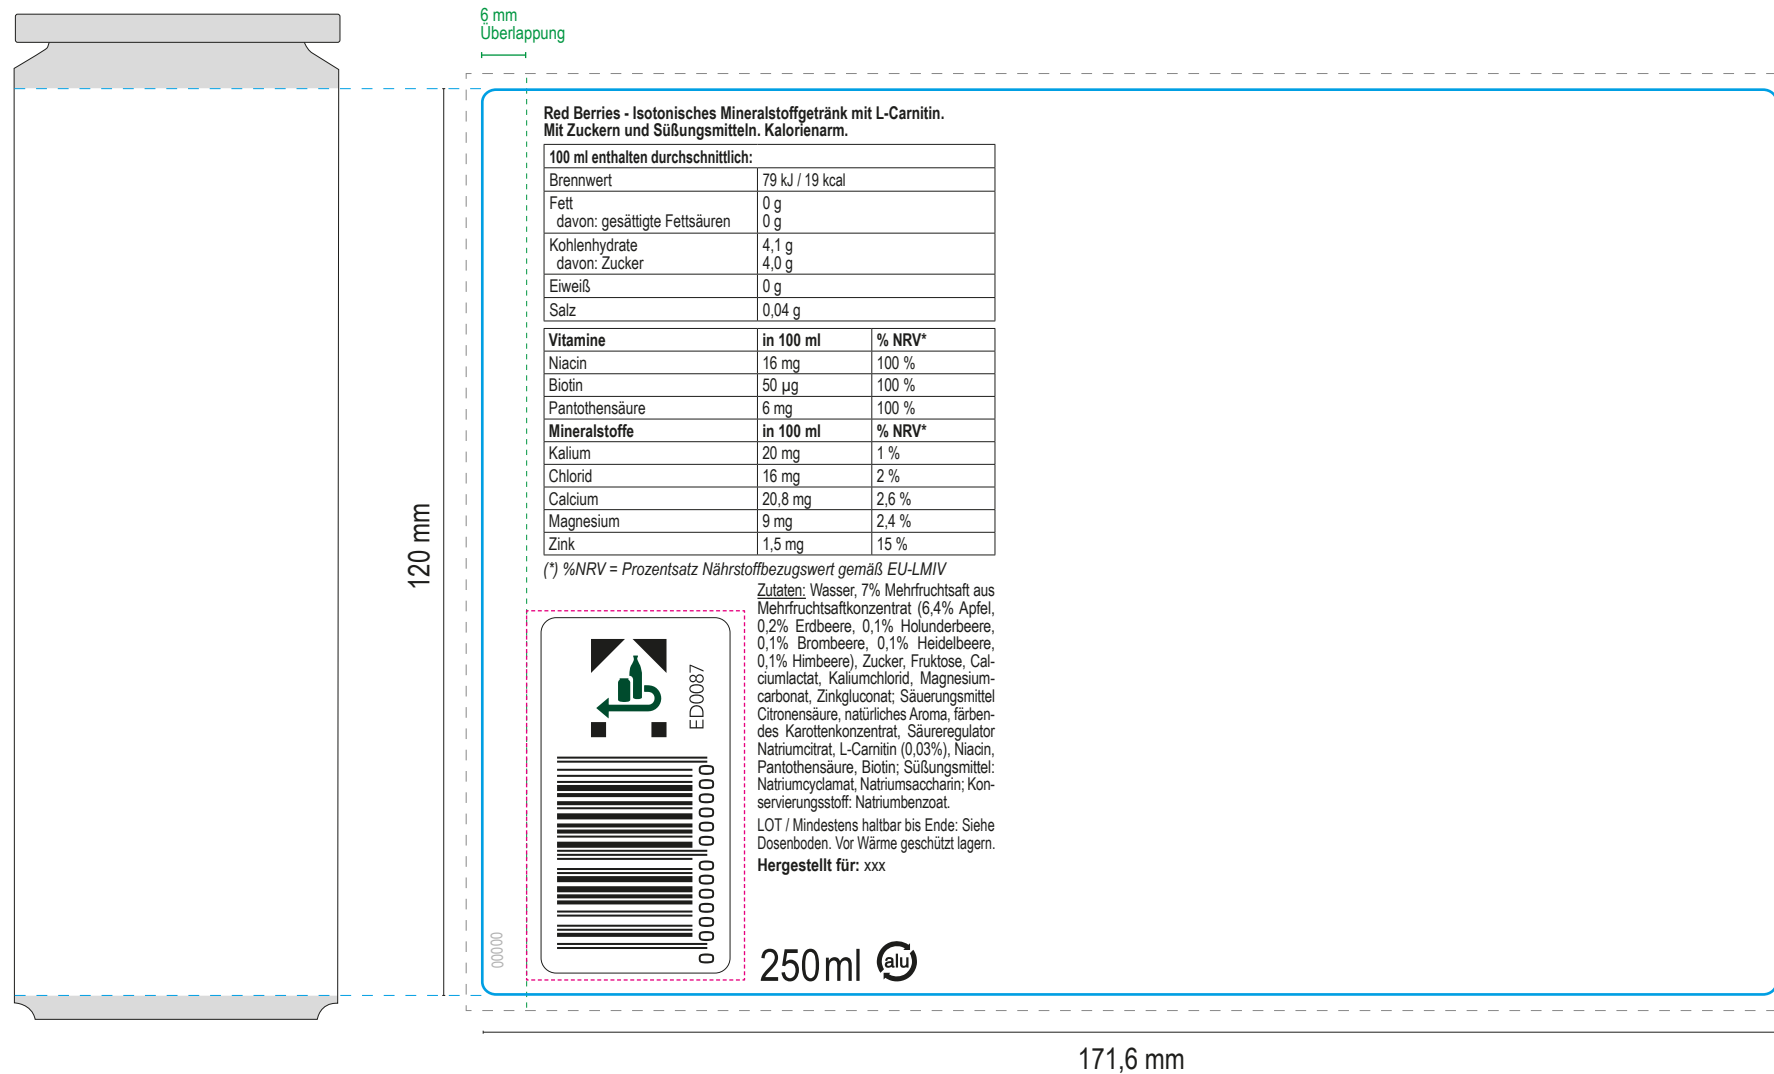 6 mm
Überlappung
Red Berries - Isotonisches Mineralstoffgetränk mit L-Carnitin.
Mit Zuckern und Süßungsmitteln. Kalorienarm.
100 ml enthalten durchschnittlich:
Brennwert 79 kJ / 19 kcal
Fett 0 g
davon: gesättigte Fettsäuren 0 g
Kohlenhydrate 4,1 g
davon: Zucker 4,0 g
Eiweiß 0 g
Salz 0,04 g
Vitamine in 100 ml % NRV*
Niacin 16 mg 100 %
Biotin 50 µg 100 %
Pantothensäure 6 mg 100 %
Mineralstoffe in 100 ml % NRV*
Kalium 20 mg 1 %
Chlorid 16 mg 2 %
Calcium 20,8 mg 2,6 %
Magnesium 9 mg 2,4 %
Zink 1,5 mg 15 %
(*) %NRV = Prozentsatz Nährstoffbezugswert gemäß EU-LMIV
Zutaten: Wasser, 7% Mehrfruchtsaft aus
Mehrfruchtsaftkonzentrat (6,4% Apfel,
0,2% Erdbeere, 0,1% Holunderbeere,
0,1% Brombeere, 0,1% Heidelbeere,
0,1% Himbeere), Zucker, Fruktose, Cal-
ciumlactat, Kaliumchlorid, Magnesium-
carbonat, Zinkgluconat; Säuerungsmittel
Citronensäure, natürliches Aroma, färben-
des Karottenkonzentrat, Säureregulator
Natriumcitrat, L-Carnitin (0,03%), Niacin,
Pantothensäure, Biotin; Süßungsmittel:
Natriumcyclamat, Natriumsaccharin; Kon-
servierungsstoff: Natriumbenzoat.
LOT / Mindestens haltbar bis Ende: Siehe
Dosenboden. Vor Wärme geschützt lagern.
Hergestellt für: xxx
ED0087
0 000000 000000
00000
250 ml
alu
120 mm
171,6 mm